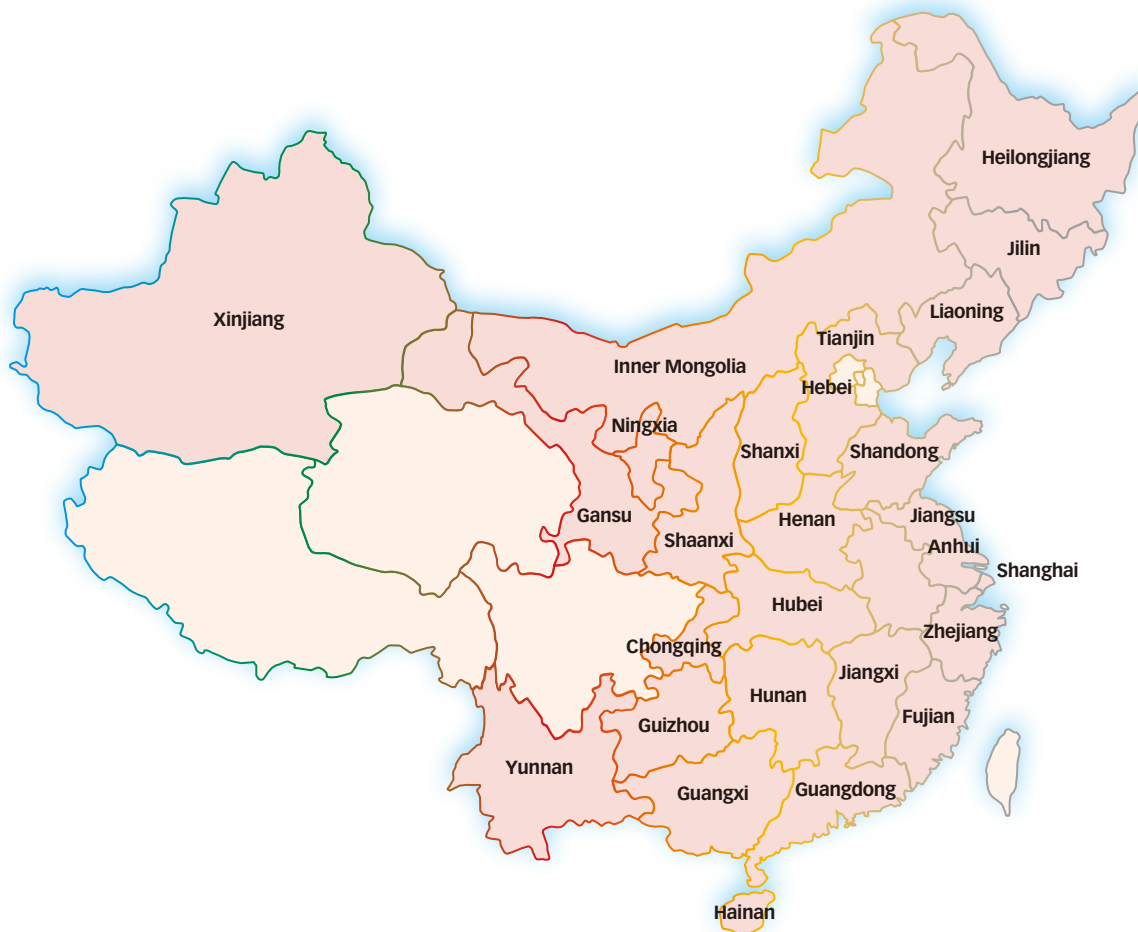 Heilongjiang
Jilin
Liaoning
Xinjiang
Tianjin
Inner Mongolia
Hebei
Ningxia
Shanxi
Shandong
Gansu
Henan
Jiangsu
Shaanxi
Anhui
Shanghai
Hubei
Zhejiang
Chongqing
Jiangxi
Hunan
Fujian
Guizhou
Yunnan
Guangxi
Guangdong
Hainan